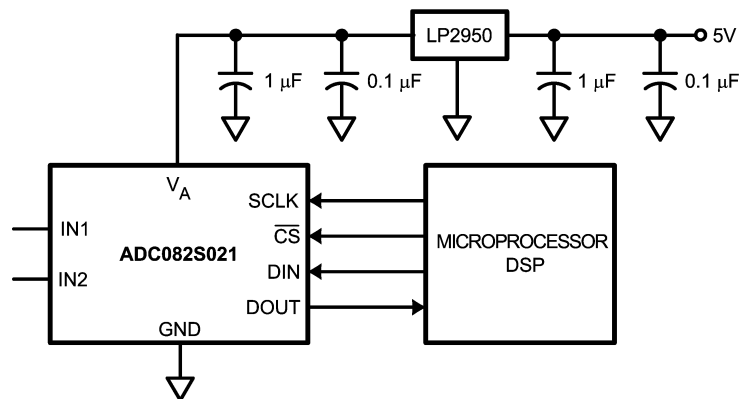 LP2950
5V
1 μF
0.1 μF
1 μF
0.1 μF
VA
SCLK
IN1
CS
ADC082S021
MICROPROCESSOR
DSP
DIN
IN2
DOUT
GND